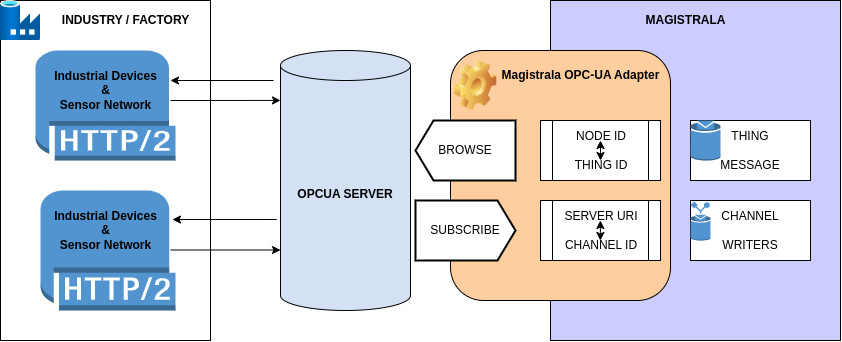 INDUSTRY / FACTORY
MAGISTRALA
Industrial Devices
&
Sensor Network
HTTP/2
Industrial Devices
&
Sensor Network
HTTP/2
OPCUA SERVER
Magistrala OPC-UA Adapter
BROWSE
SUBSCRIBE
NODE ID
THING ID
SERVER URI
CHANNEL ID
THING
MESSAGE
CHANNEL
WRITERS